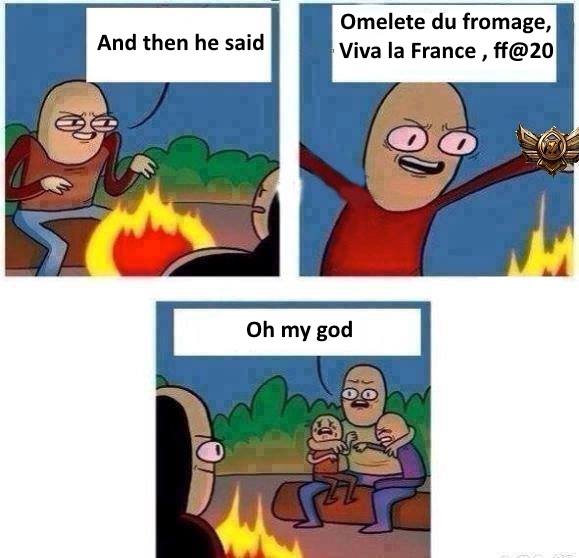 And then he said
Omelete du fromage,
Viva la France , ff@20
Oh my god